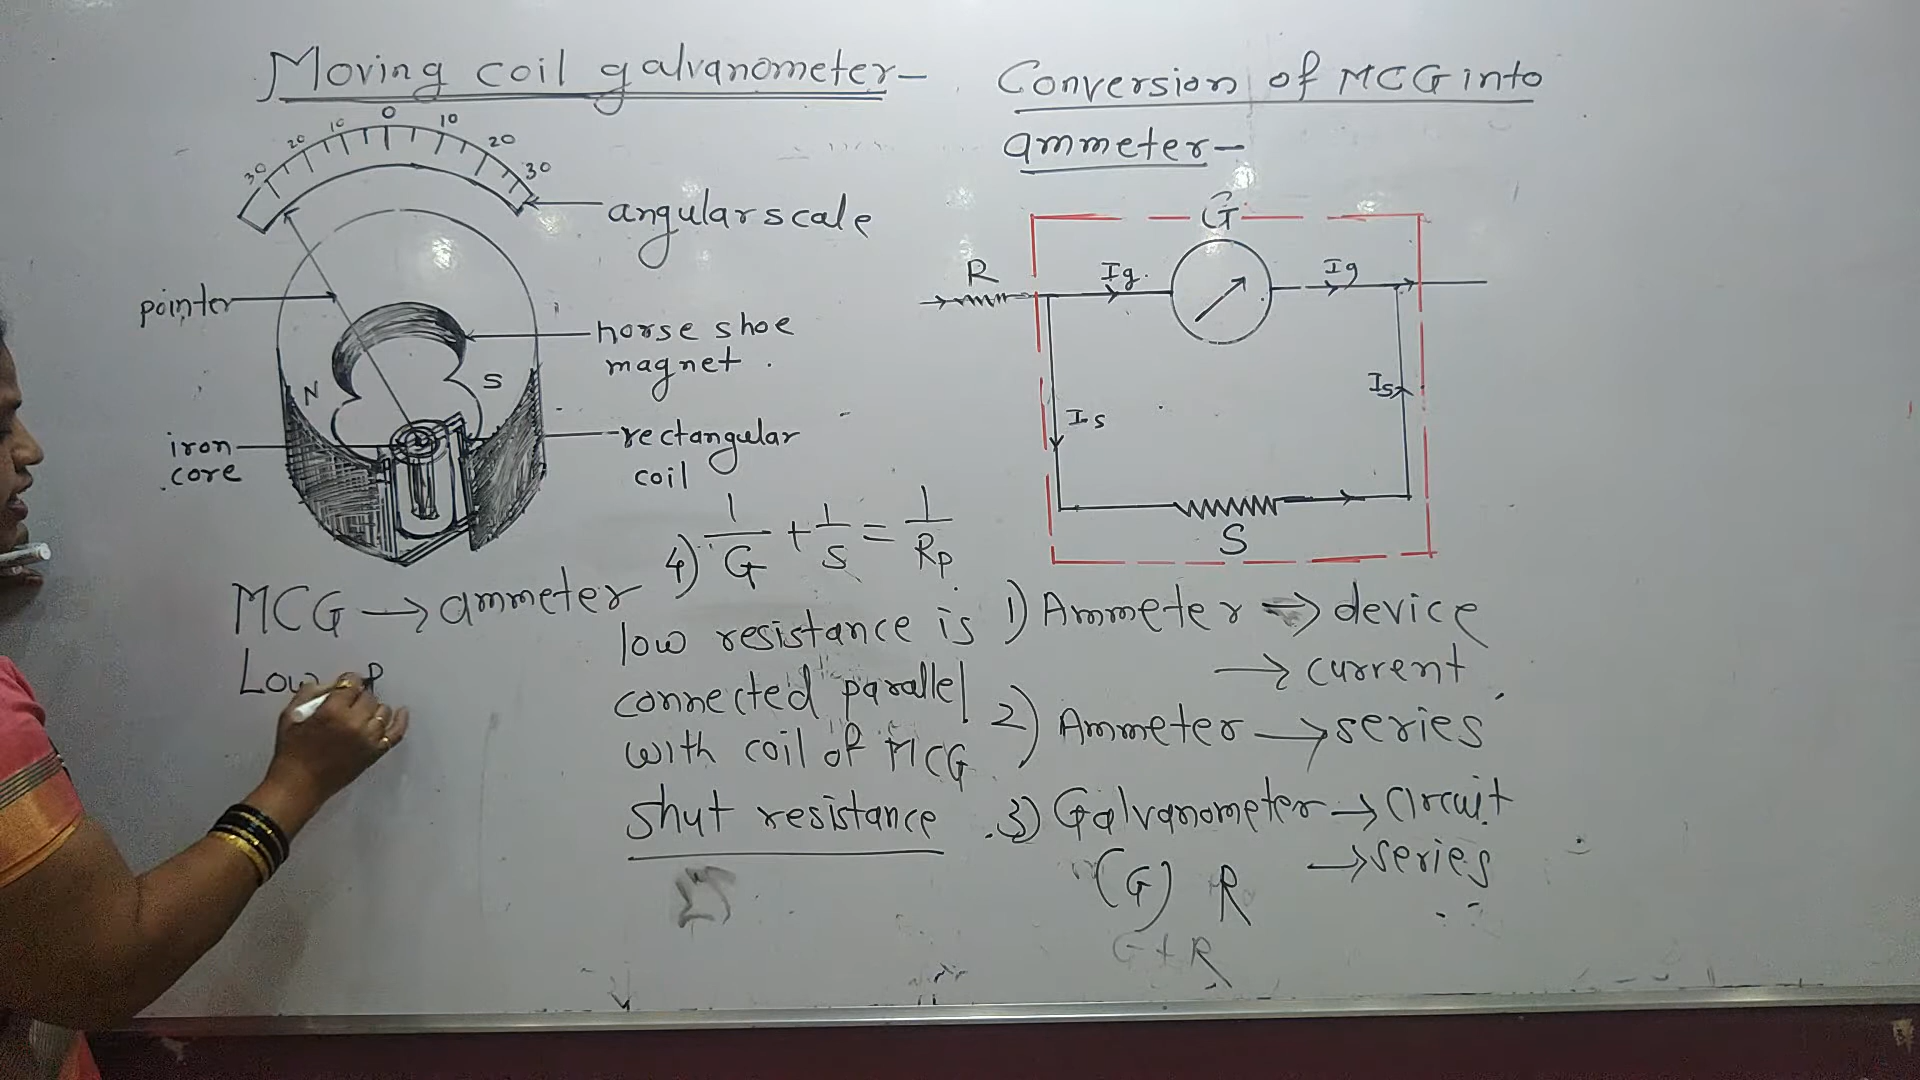 Moving coil galvanometer-
30 20 10 0 10 20 30
angular scale
pointer
horse shoe
magnet.
N S
iron
core
rectangular
coil
MCG → ammeter
Low
4) 1/G + 1/S = 1/Rp
low resistance is
connected parallel
with coil of MCG
shut resistance
Conversion of MCG into
ammeter-
G
R
Ig.
Ig
Is
Is
S
1) Ammeter → device
→ current
2) Ammeter → series
3) Galvanometer → circuit
(G) R → series
G + R